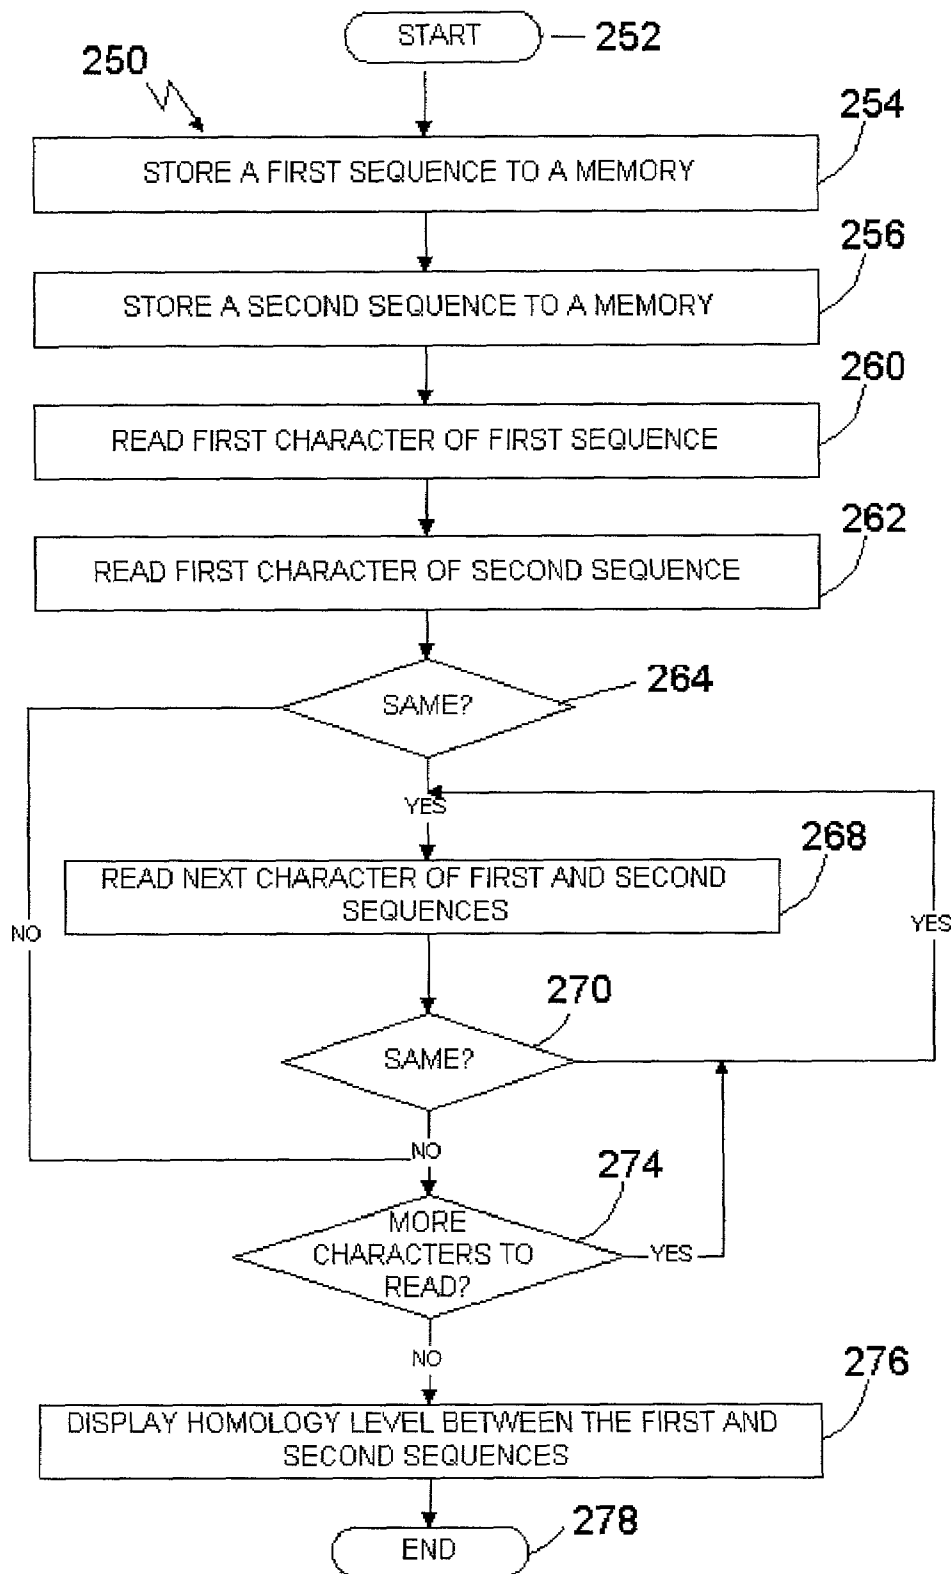 START
252
250
254
STORE A FIRST SEQUENCE TO A MEMORY
256
STORE A SECOND SEQUENCE TO A MEMORY
260
READ FIRST CHARACTER OF FIRST SEQUENCE
262
READ FIRST CHARACTER OF SECOND SEQUENCE
264
SAME?
YES
268
READ NEXT CHARACTER OF FIRST AND SECOND
SEQUENCES
NO
YES
270
SAME?
NO
274
MORE
CHARACTERS TO
READ?
YES
NO
276
DISPLAY HOMOLOGY LEVEL BETWEEN THE FIRST AND
SECOND SEQUENCES
278
END